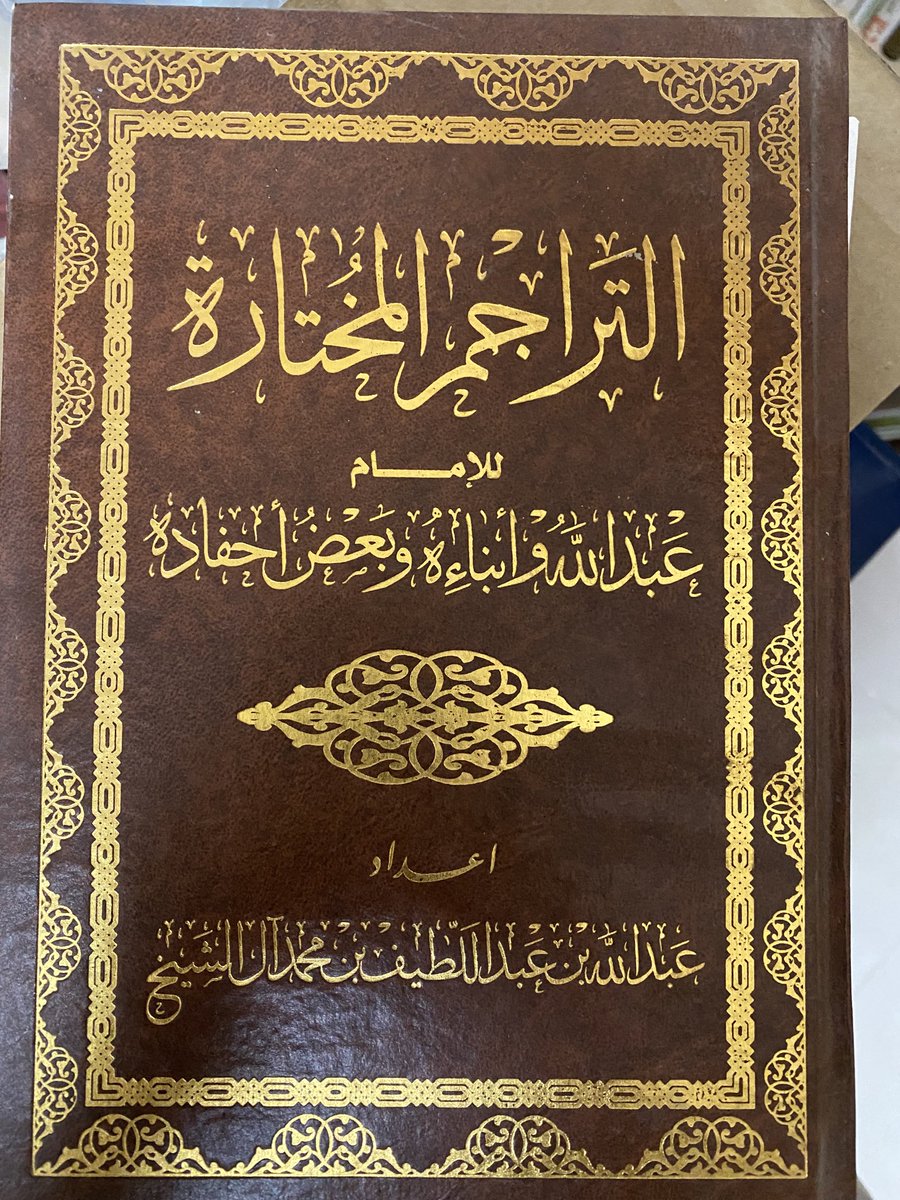 التراجم المختارة
للإمام
عبدالله وأبناءه وبعض أحفاده
اعداد
عبدالله بن عبداللطيف بن محمد آل الشيخ